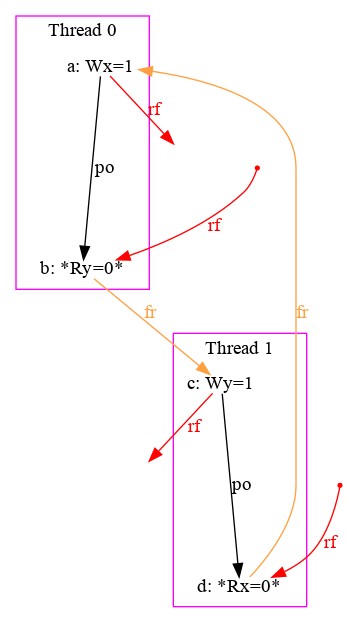 Thread 0
a: Wx=1
rf
po
rf
b: *Ry=0*
fr
fr
Thread 1
c: Wy=1
rf
po
rf
d: *Rx=0*